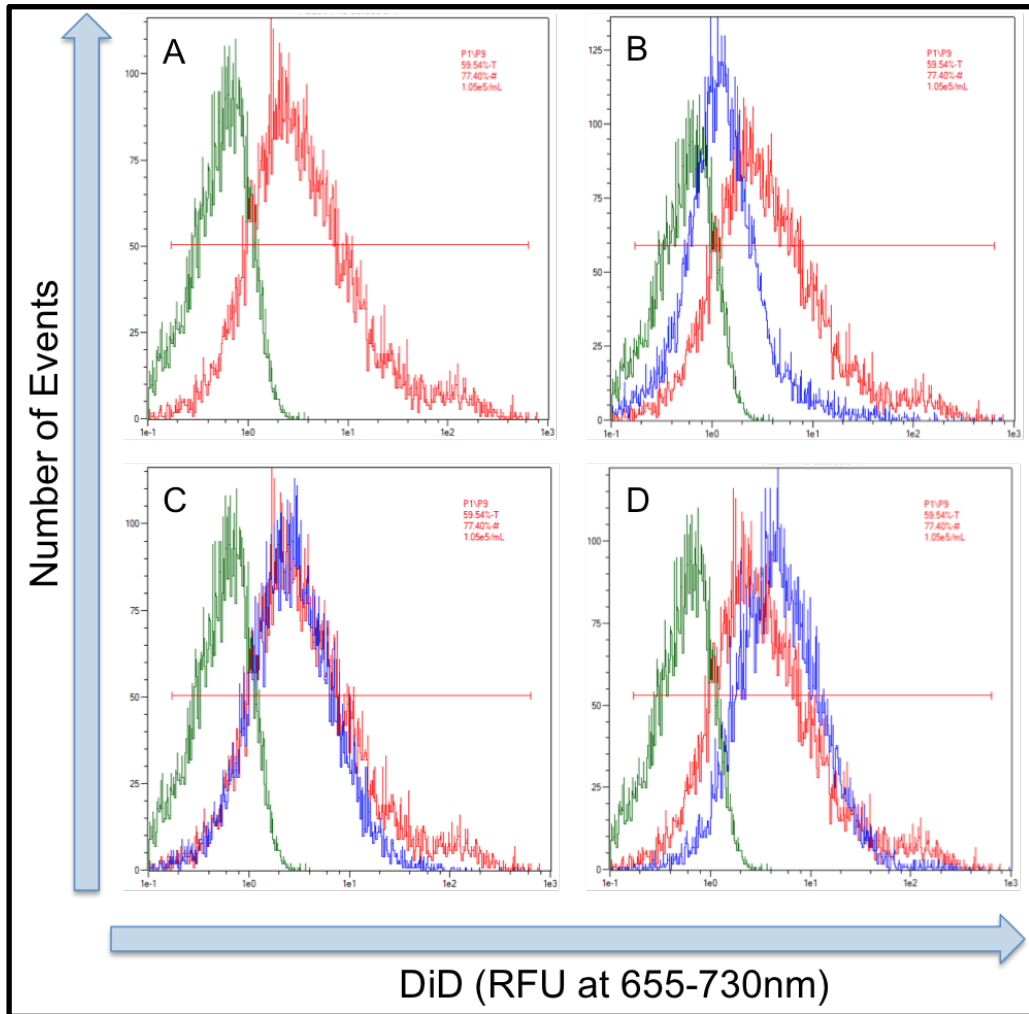 A
P1\P9
59.54%-T
77.40%-#
1.05e5/mL
100
75
50
25
0
1e-1 1e0 1e1 1e2 1e3
B
P1\P9
59.54%-T
77.40%-#
1.05e5/mL
125
100
75
50
25
0
1e-1 1e0 1e1 1e2 1e3
C
P1\P9
59.54%-T
77.40%-#
1.05e5/mL
100
75
50
25
0
1e-1 1e0 1e1 1e2 1e3
D
P1\P9
59.54%-T
77.40%-#
1.05e5/mL
100
75
50
25
0
1e-1 1e0 1e1 1e2 1e3
Number of Events
DiD (RFU at 655-730nm)